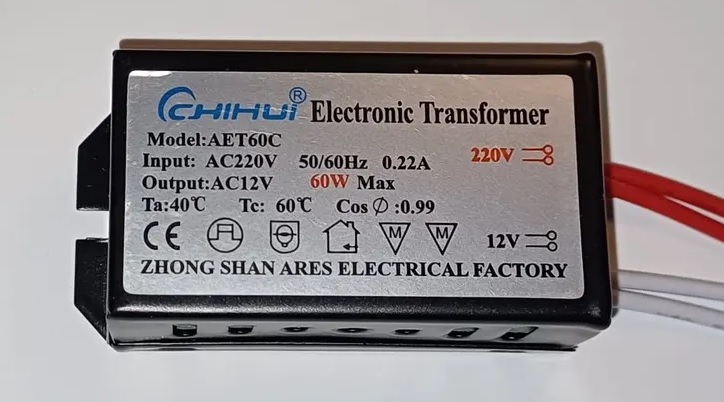 CHIHUI® Electronic Transformer
Model:AET60C
Input: AC220V 50/60Hz 0.22A 220V
Output:AC12V 60W Max
Ta:40℃ Tc: 60℃ Cos ∅ :0.99
CE M M 12V
ZHONG SHAN ARES ELECTRICAL FACTORY